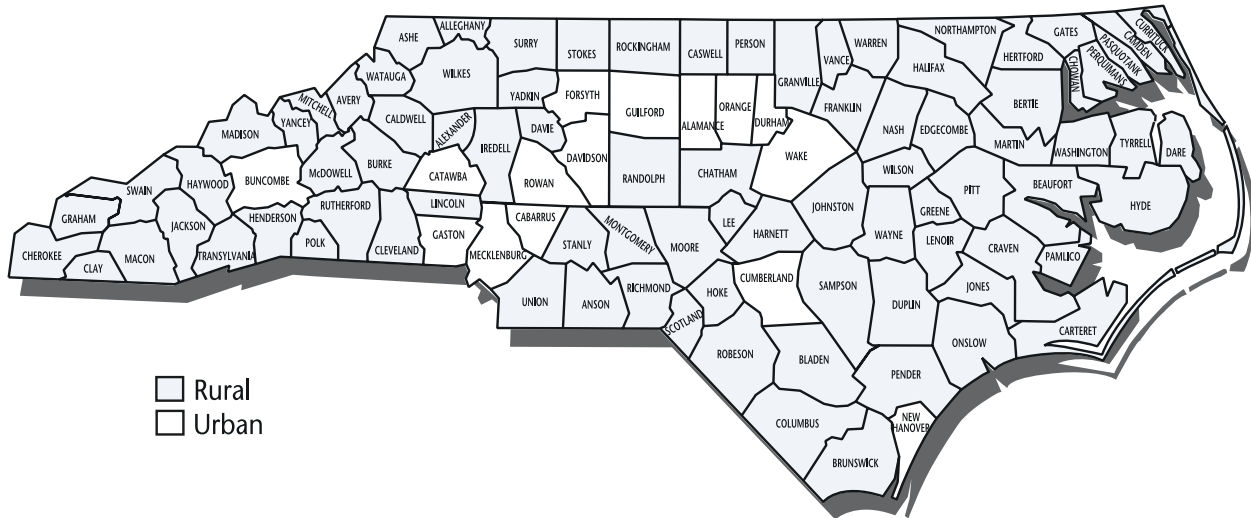 ALLEGHANY
ASHE
SURRY
STOKES
ROCKINGHAM
CASWELL
PERSON
GRANVILLE
VANCE
WARREN
NORTHAMPTON
HALIFAX
HERTFORD
GATES
CURRITUCK
CAMDEN
PASQUOTANK
PERQUIMANS
CHOWAN
WATAUGA
WILKES
YADKIN
FORSYTH
GUILFORD
ALAMANCE
ORANGE
DURHAM
FRANKLIN
NASH
EDGECOMBE
BERTIE
MARTIN
WASHINGTON
TYRRELL
DARE
MITCHELL
AVERY
YANCEY
CALDWELL
ALEXANDER
IREDELL
DAVIE
DAVIDSON
MADISON
BURKE
McDOWELL
CATAWBA
ROWAN
RANDOLPH
CHATHAM
WAKE
WILSON
PITT
BEAUFORT
HYDE
SWAIN
HAYWOOD
BUNCOMBE
RUTHERFORD
LINCOLN
CABARRUS
MONTGOMERY
LEE
JOHNSTON
GREENE
GRAHAM
JACKSON
HENDERSON
POLK
CLEVELAND
GASTON
MECKLENBURG
STANLY
MOORE
HARNETT
WAYNE
LENOIR
CRAVEN
PAMLICO
CHEROKEE
CLAY
MACON
TRANSYLVANIA
UNION
ANSON
RICHMOND
SCOTLAND
HOKE
CUMBERLAND
SAMPSON
DUPLIN
JONES
CARTERET
ONSLOW
ROBESON
BLADEN
PENDER
COLUMBUS
NEW
HANOVER
BRUNSWICK
Rural
Urban